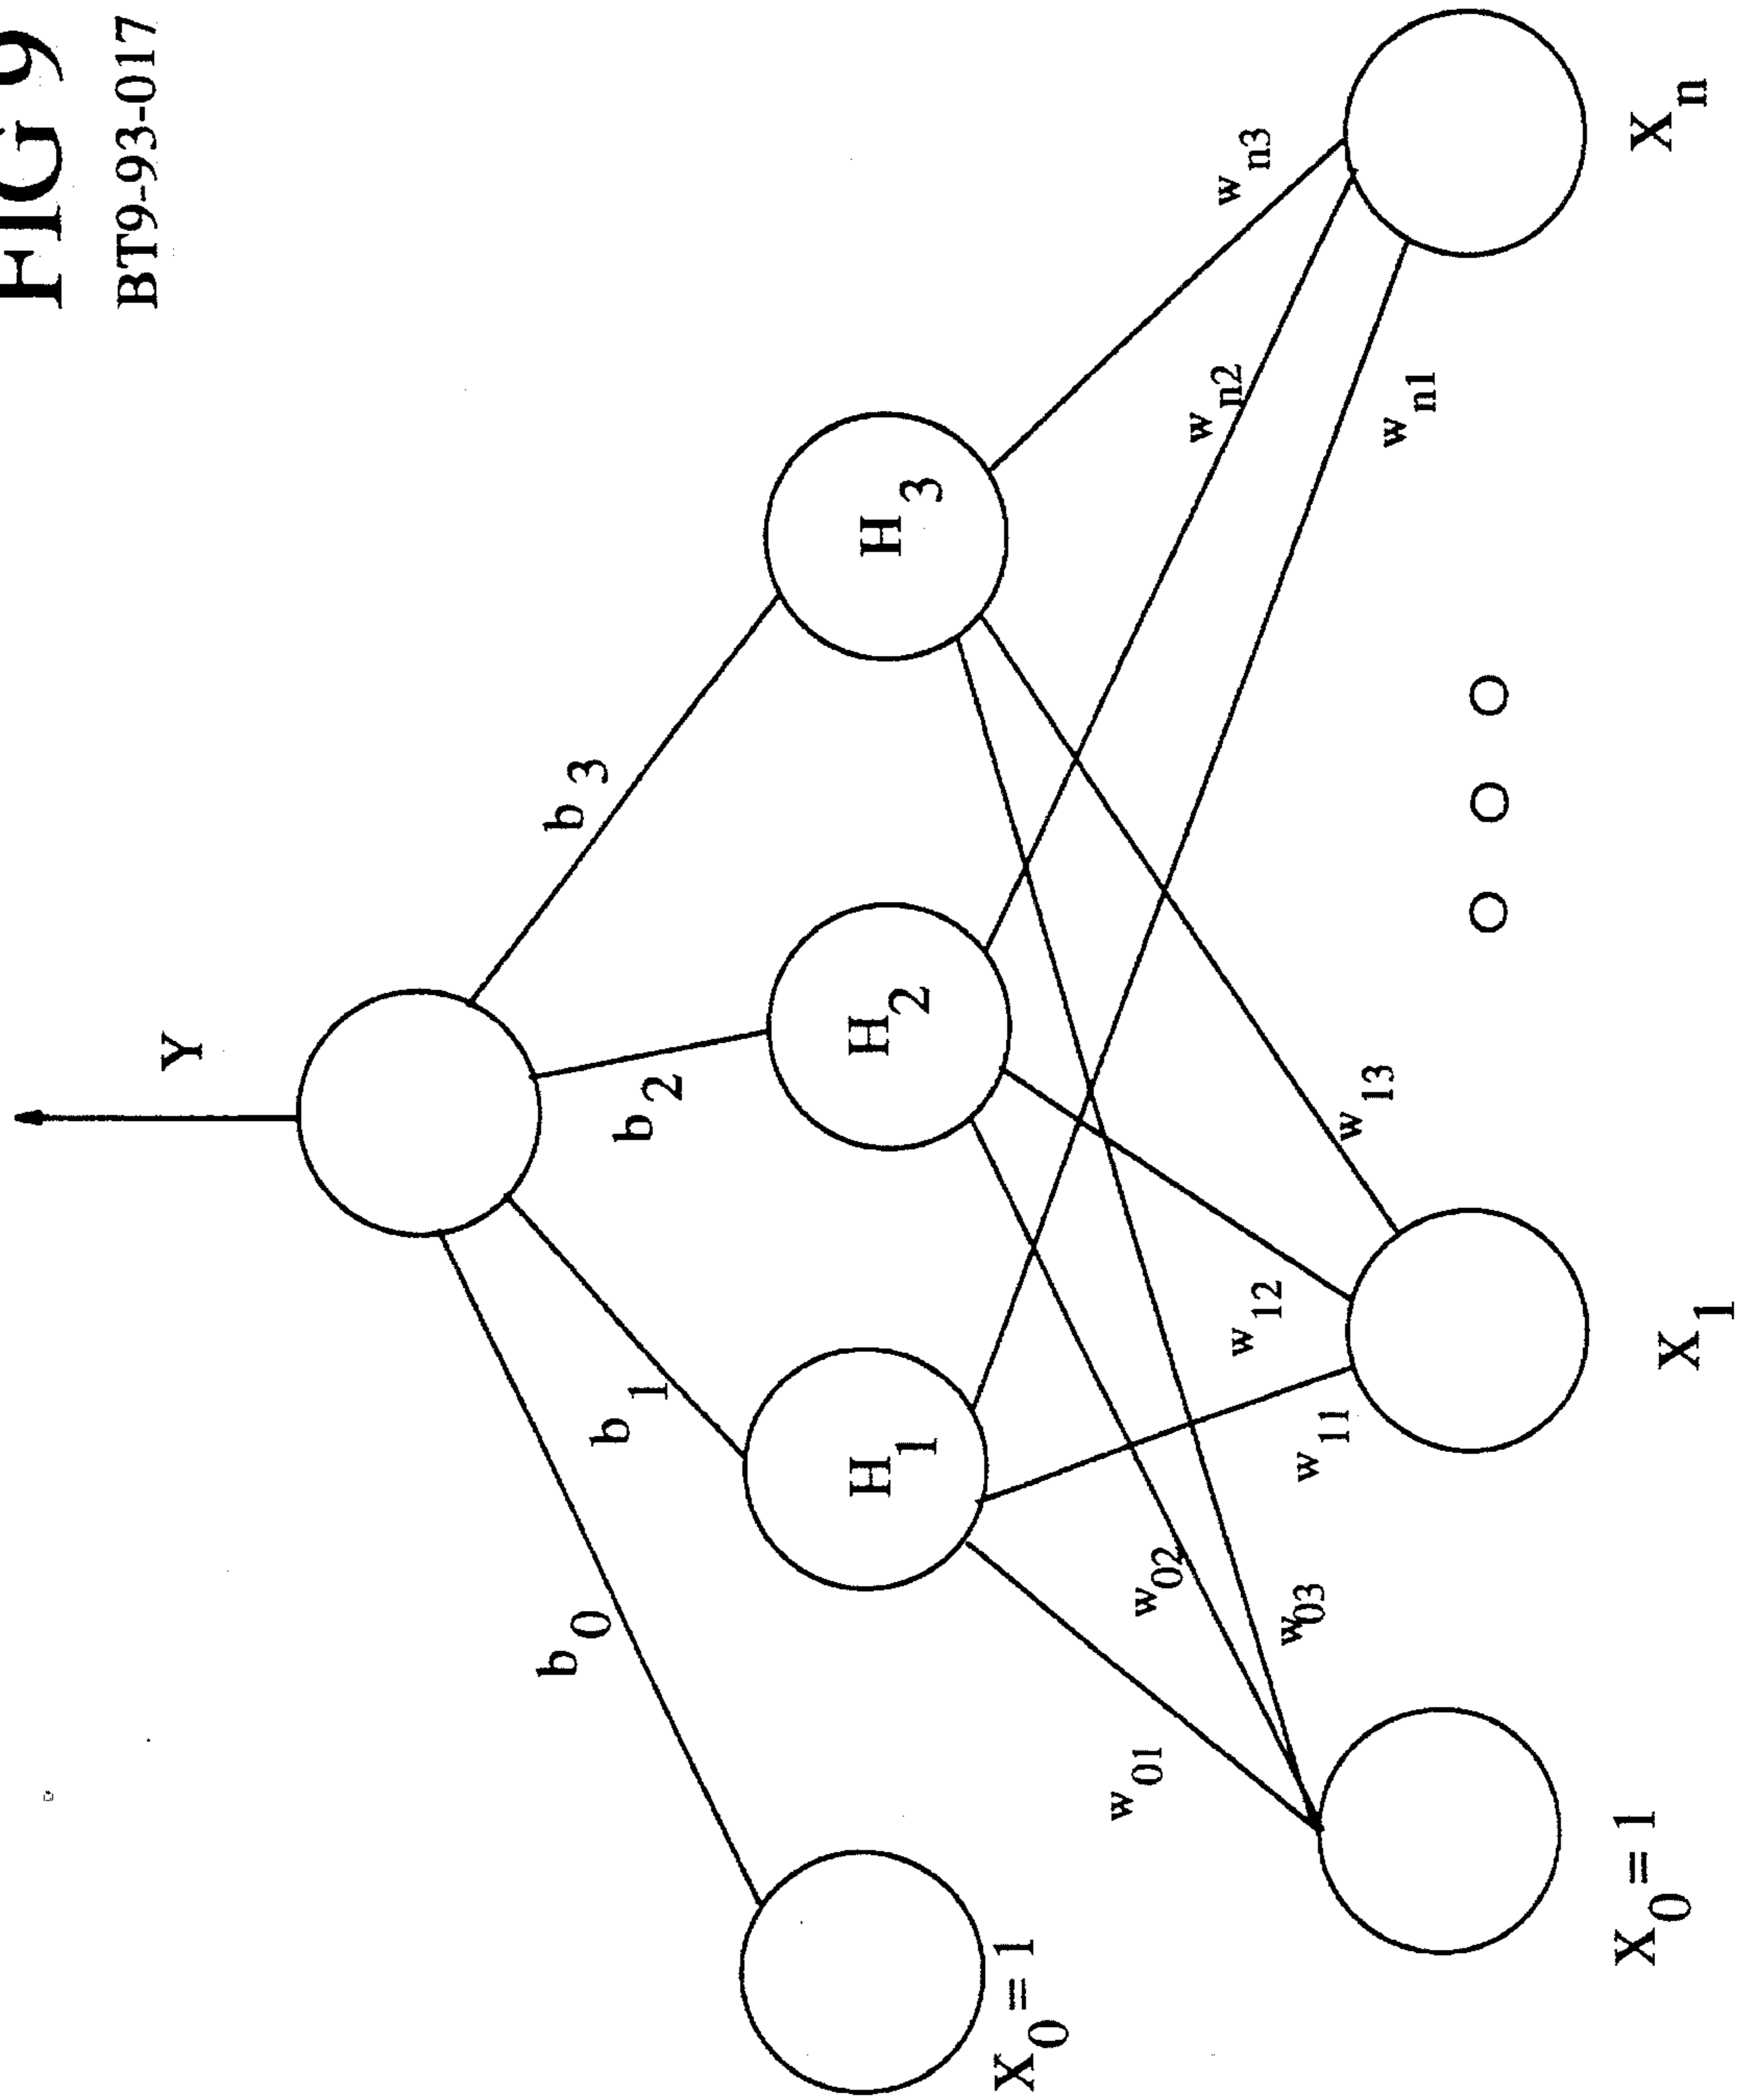 FIG 9
BT9-93-017
Y
b0
b1
b2
b3
X0 = 1
H1
H2
H3
w01
w02
w03
w11
w12
w13
wn1
wn2
wn3
X0 = 1
X1
Xn